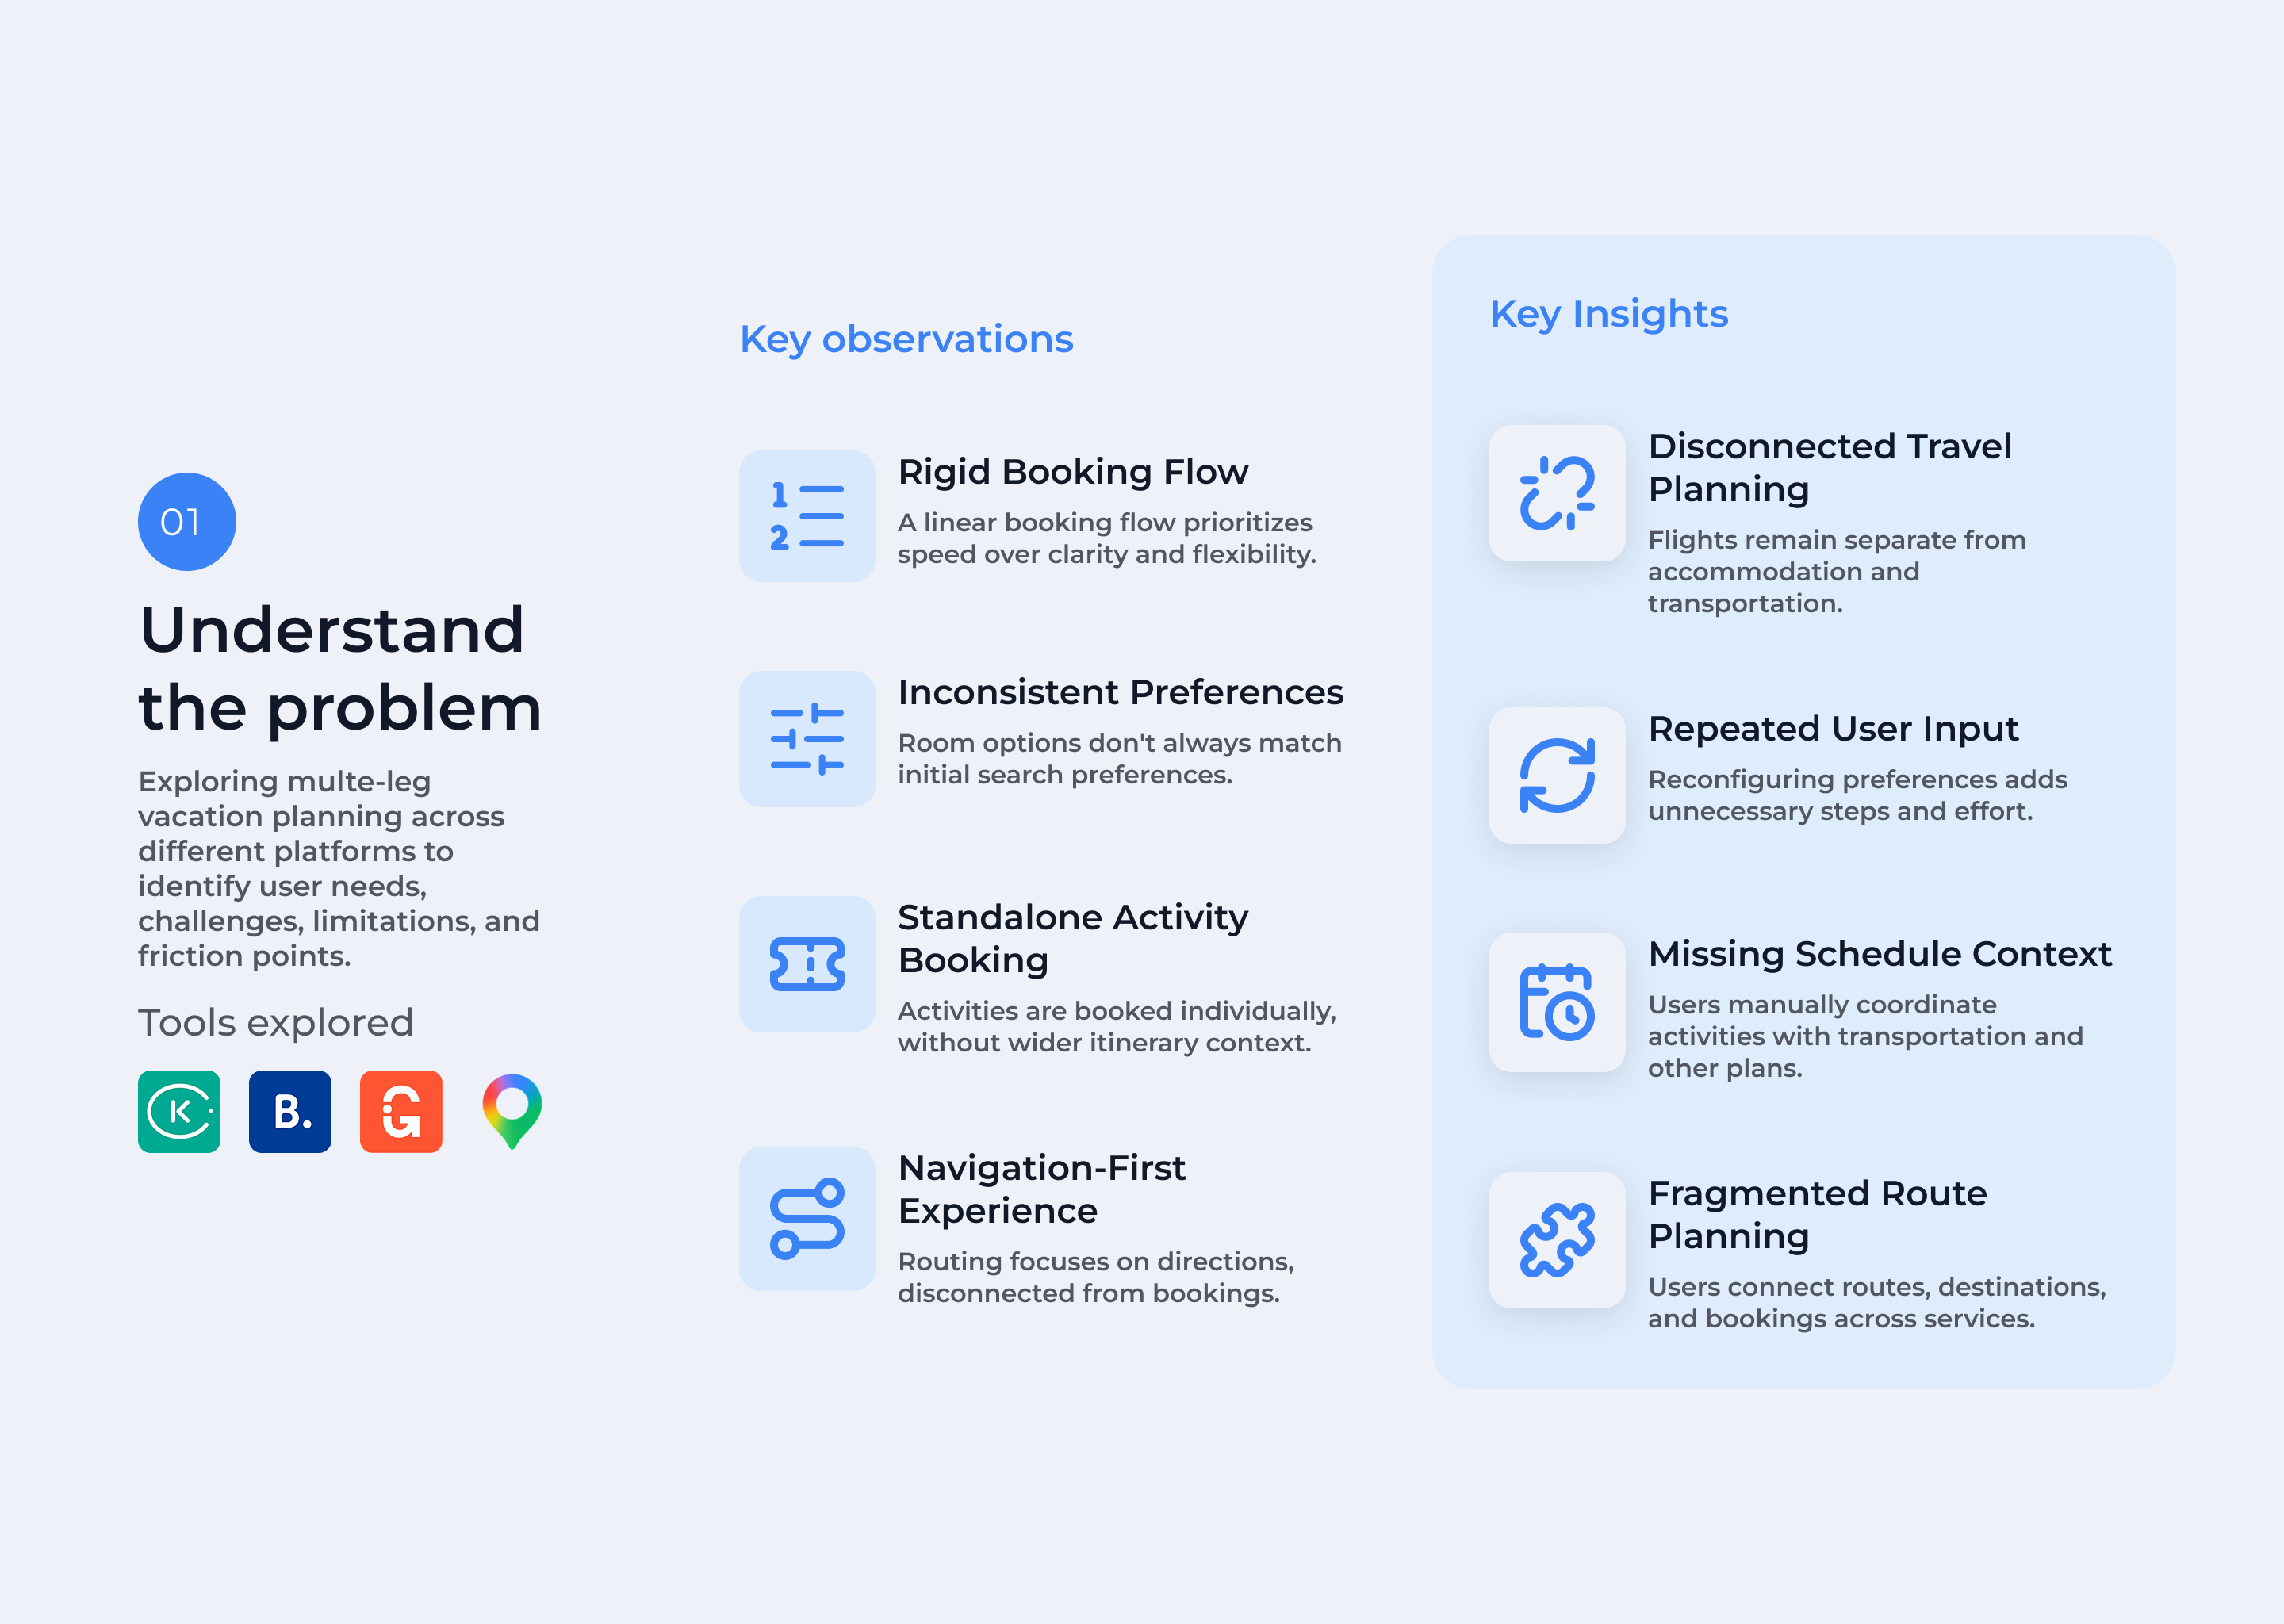 01
Understand
the problem
Exploring multe-leg
vacation planning across
different platforms to
identify user needs,
challenges, limitations, and
friction points.
Tools explored
K
B.
G
Key observations
1
2
Rigid Booking Flow
A linear booking flow prioritizes
speed over clarity and flexibility.
Inconsistent Preferences
Room options don't always match
initial search preferences.
Standalone Activity
Booking
Activities are booked individually,
without wider itinerary context.
Navigation-First
Experience
Routing focuses on directions,
disconnected from bookings.
Key Insights
Disconnected Travel
Planning
Flights remain separate from
accommodation and
transportation.
Repeated User Input
Reconfiguring preferences adds
unnecessary steps and effort.
Missing Schedule Context
Users manually coordinate
activities with transportation and
other plans.
Fragmented Route
Planning
Users connect routes, destinations,
and bookings across services.